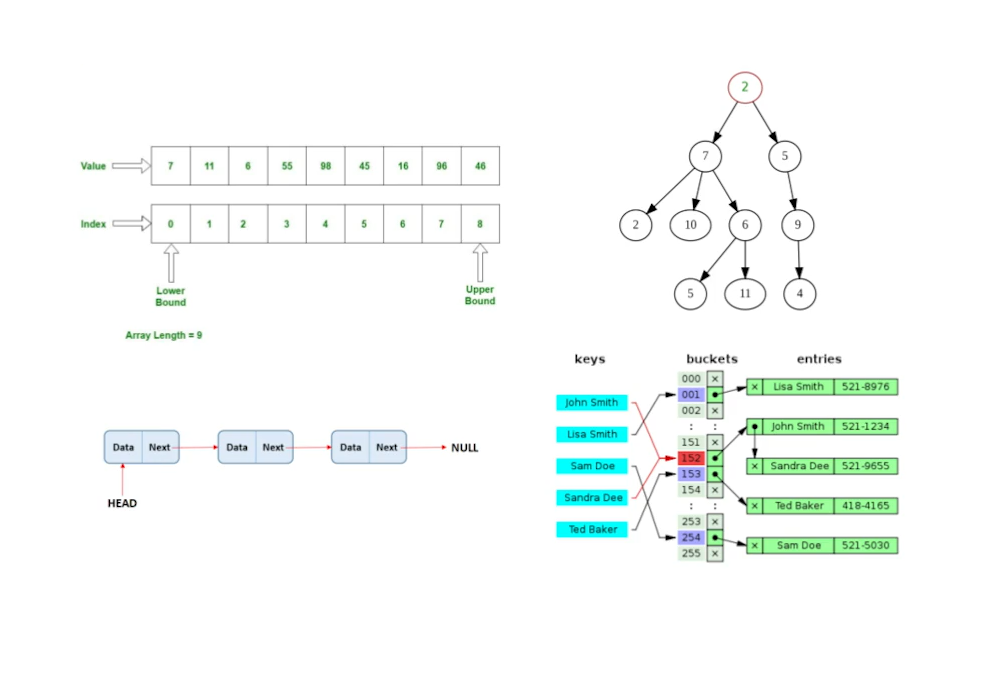 Value 7 11 6 55 98 45 16 96 46
Index 0 1 2 3 4 5 6 7 8
Lower Bound
Upper Bound
Array Length = 9
2
7 5
2 10 6 9
5 11 4
Data Next Data Next Data Next NULL
HEAD
keys buckets entries
000 ×
001
002 ×
: :
151 ×
152
153
154 ×
: :
253 ×
254
255 ×
John Smith
Lisa Smith
Sam Doe
Sandra Dee
Ted Baker
× Lisa Smith 521-8976
John Smith 521-1234
× Sandra Dee 521-9655
× Ted Baker 418-4165
× Sam Doe 521-5030